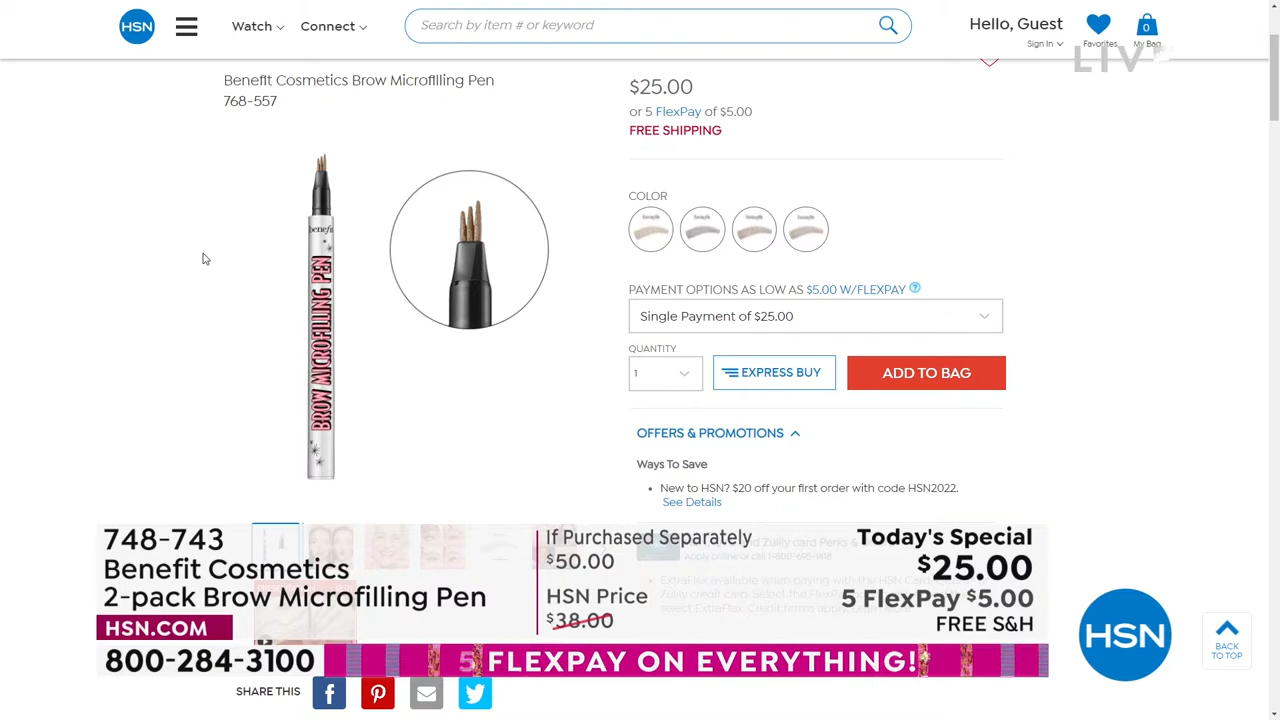 HSN
Watch
Connect
Search by item # or keyword
Hello, Guest
Sign In
Favorites
0
My Bag
LIV
Benefit Cosmetics Brow Microfilling Pen
768-557
$25.00
or 5 FlexPay of $5.00
FREE SHIPPING
benefit
BROW MICROFILLING PEN
COLOR
PAYMENT OPTIONS AS LOW AS $5.00 W/FLEXPAY
Single Payment of $25.00
QUANTITY
1
EXPRESS BUY
ADD TO BAG
OFFERS & PROMOTIONS
Ways To Save
New to HSN? $20 off your first order with code HSN2022.
See Details
748-743
Benefit Cosmetics
2-pack Brow Microfilling Pen
HSN.COM
If Purchased Separately
$50.00
HSN Price
$38.00
Today's Special
$25.00
5 FlexPay $5.00
FREE S&H
800-284-3100
5 FLEXPAY ON EVERYTHING!
HSN
BACK
TO TOP
SHARE THIS